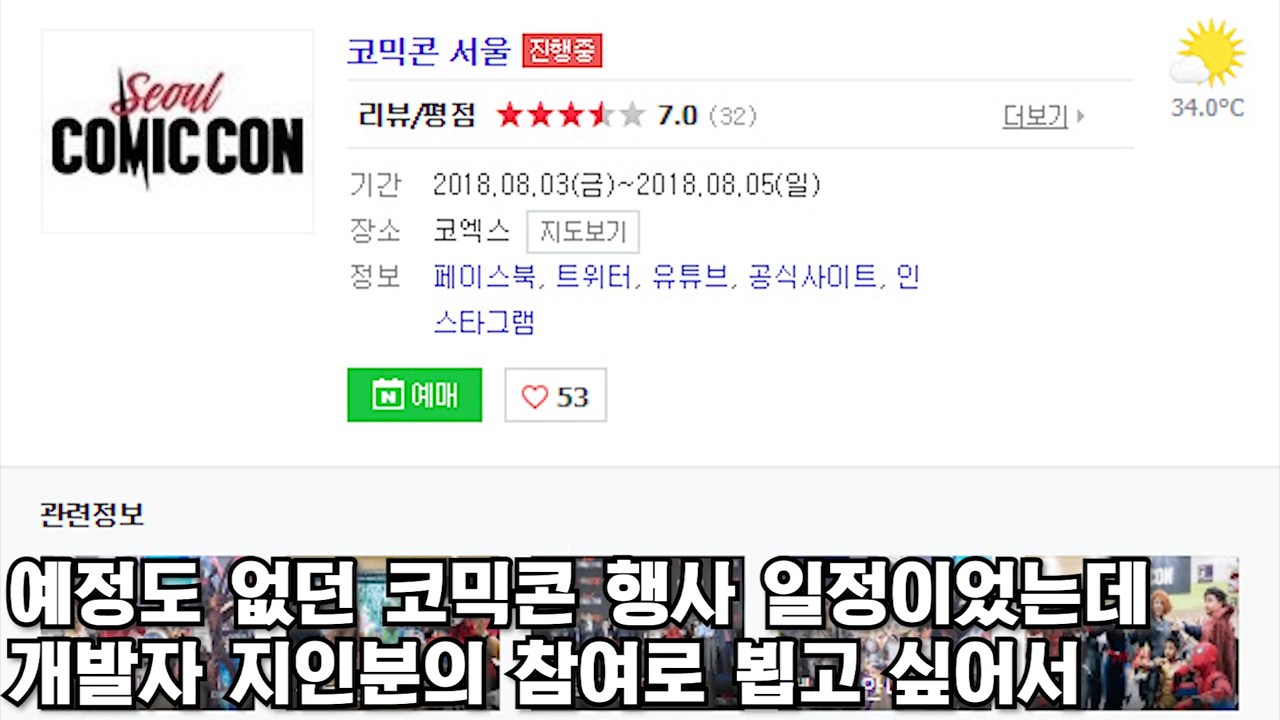 Seoul
COMIC CON
코믹콘 서울 진행중
34.0°C
리뷰/평점 7.0 (32) 더보기
기간 2018.08.03(금)~2018.08.05(일)
장소 코엑스 지도보기
정보 페이스북, 트위터, 유튜브, 공식사이트, 인
스타그램
N 예매 53
관련정보
예정도 없던 코믹콘 행사 일정이었는데
개발자 지인분의 참여로 뵙고 싶어서